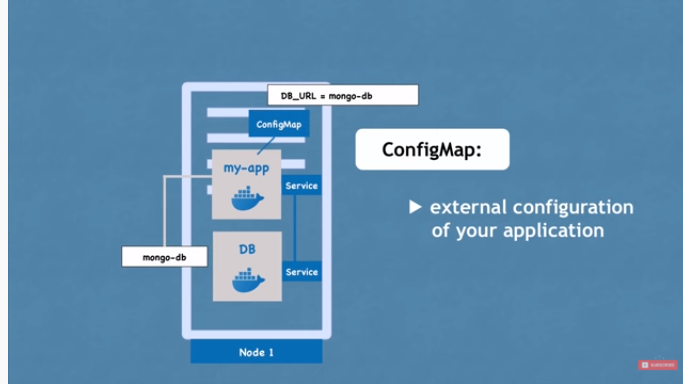 DB_URL = mongo-db
ConfigMap
ConfigMap:
my-app
Service
external configuration
of your application
DB
mongo-db
Service
Node 1
SUBSCRIBE